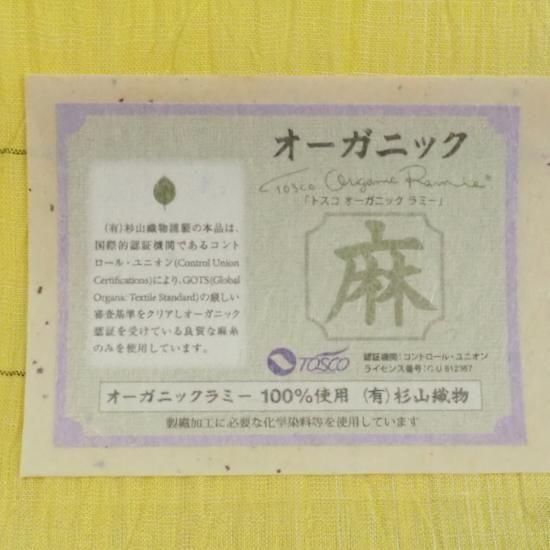 オーガニック
Tosco Organic Ramie®
「トスコ オーガニック ラミー」
麻
(有)杉山織物謹製の本品は、
国際的認証機関であるコント
ロール・ユニオン(Control Union
Certifications)により、GOTS(Global
Organic Textile Standard)の厳しい
審査基準をクリアしオーガニック
認証を受けている良質な麻糸
のみを使用しています。
TOSCO
認証機関:コントロール・ユニオン
ライセンス番号:CU 812367
オーガニックラミー 100%使用 (有)杉山織物
製織加工に必要な化学染料等を使用しています